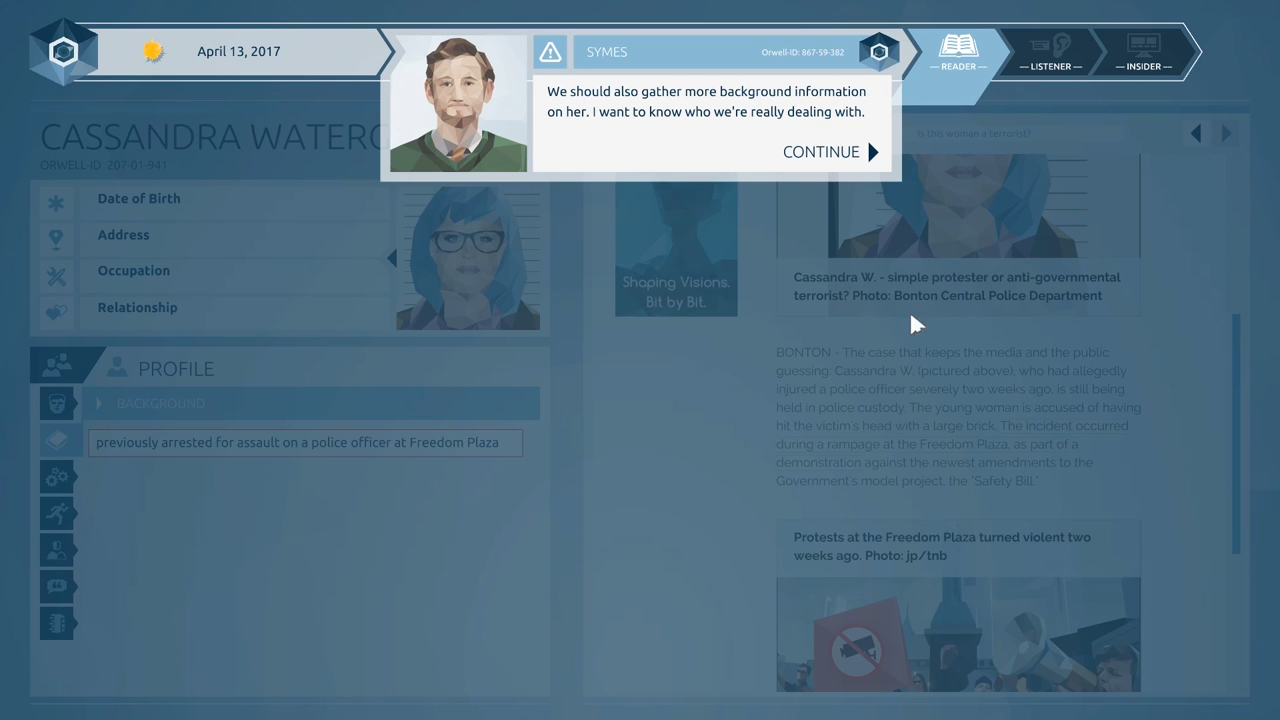 April 13, 2017
SYMES
Orwell-ID: 867-59-382
We should also gather more background information
on her. I want to know who we're really dealing with.
CONTINUE
— READER —
— LISTENER —
— INSIDER —
CASSANDRA WATERG
ORWELL-ID: 207-01-941
Date of Birth
Address
Occupation
Relationship
PROFILE
BACKGROUND
previously arrested for assault on a police officer at Freedom Plaza
Is this woman a terrorist?
Shaping Visions.
Bit by Bit.
Cassandra W. - simple protester or anti-governmental
terrorist? Photo: Bonton Central Police Department
BONTON - The case that keeps the media and the public
guessing: Cassandra W. (pictured above), who had allegedly
injured a police officer severely two weeks ago, is still being
held in police custody. The young woman is accused of having
hit the victim's head with a large brick. The incident occurred
during a rampage at the Freedom Plaza, as part of a
demonstration against the newest amendments to the
Government's model project, the "Safety Bill."
Protests at the Freedom Plaza turned violent two
weeks ago. Photo: jp/tnb